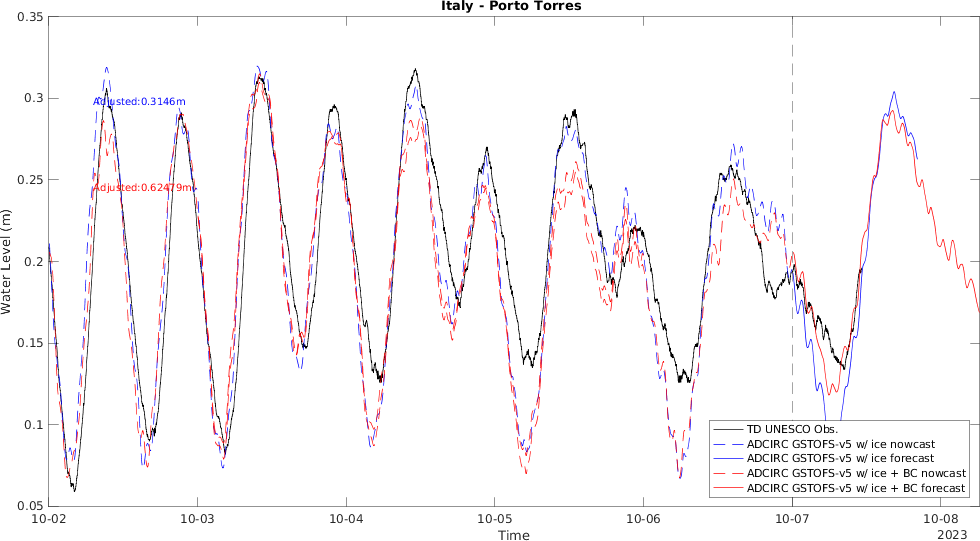 Italy - Porto Torres
0.35
0.3
0.25
0.2
0.15
0.1
0.05
Water Level (m)
Adjusted:0.3146m
Adjusted:0.62479m
TD UNESCO Obs.
ADCIRC GSTOFS-v5 w/ ice nowcast
ADCIRC GSTOFS-v5 w/ ice forecast
ADCIRC GSTOFS-v5 w/ ice + BC nowcast
ADCIRC GSTOFS-v5 w/ ice + BC forecast
10-02 10-03 10-04 10-05 10-06 10-07 10-08
Time
2023